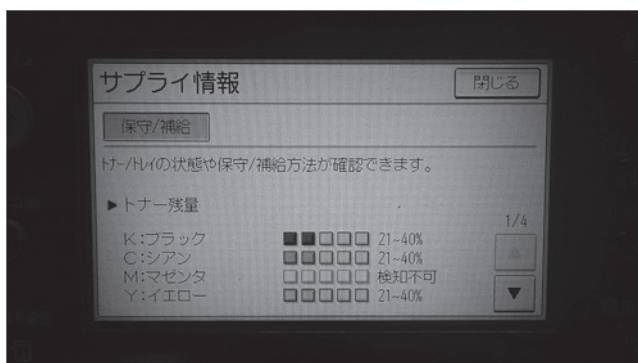 サプライ情報
閉じる
保守/補給
トナー/トレイの状態や保守/補給方法が確認できます。
▶トナー残量
1/4
K:ブラック 21~40%
C:シアン 21~40%
M:マゼンタ 検知不可
Y:イエロー 21~40%
▲
▼